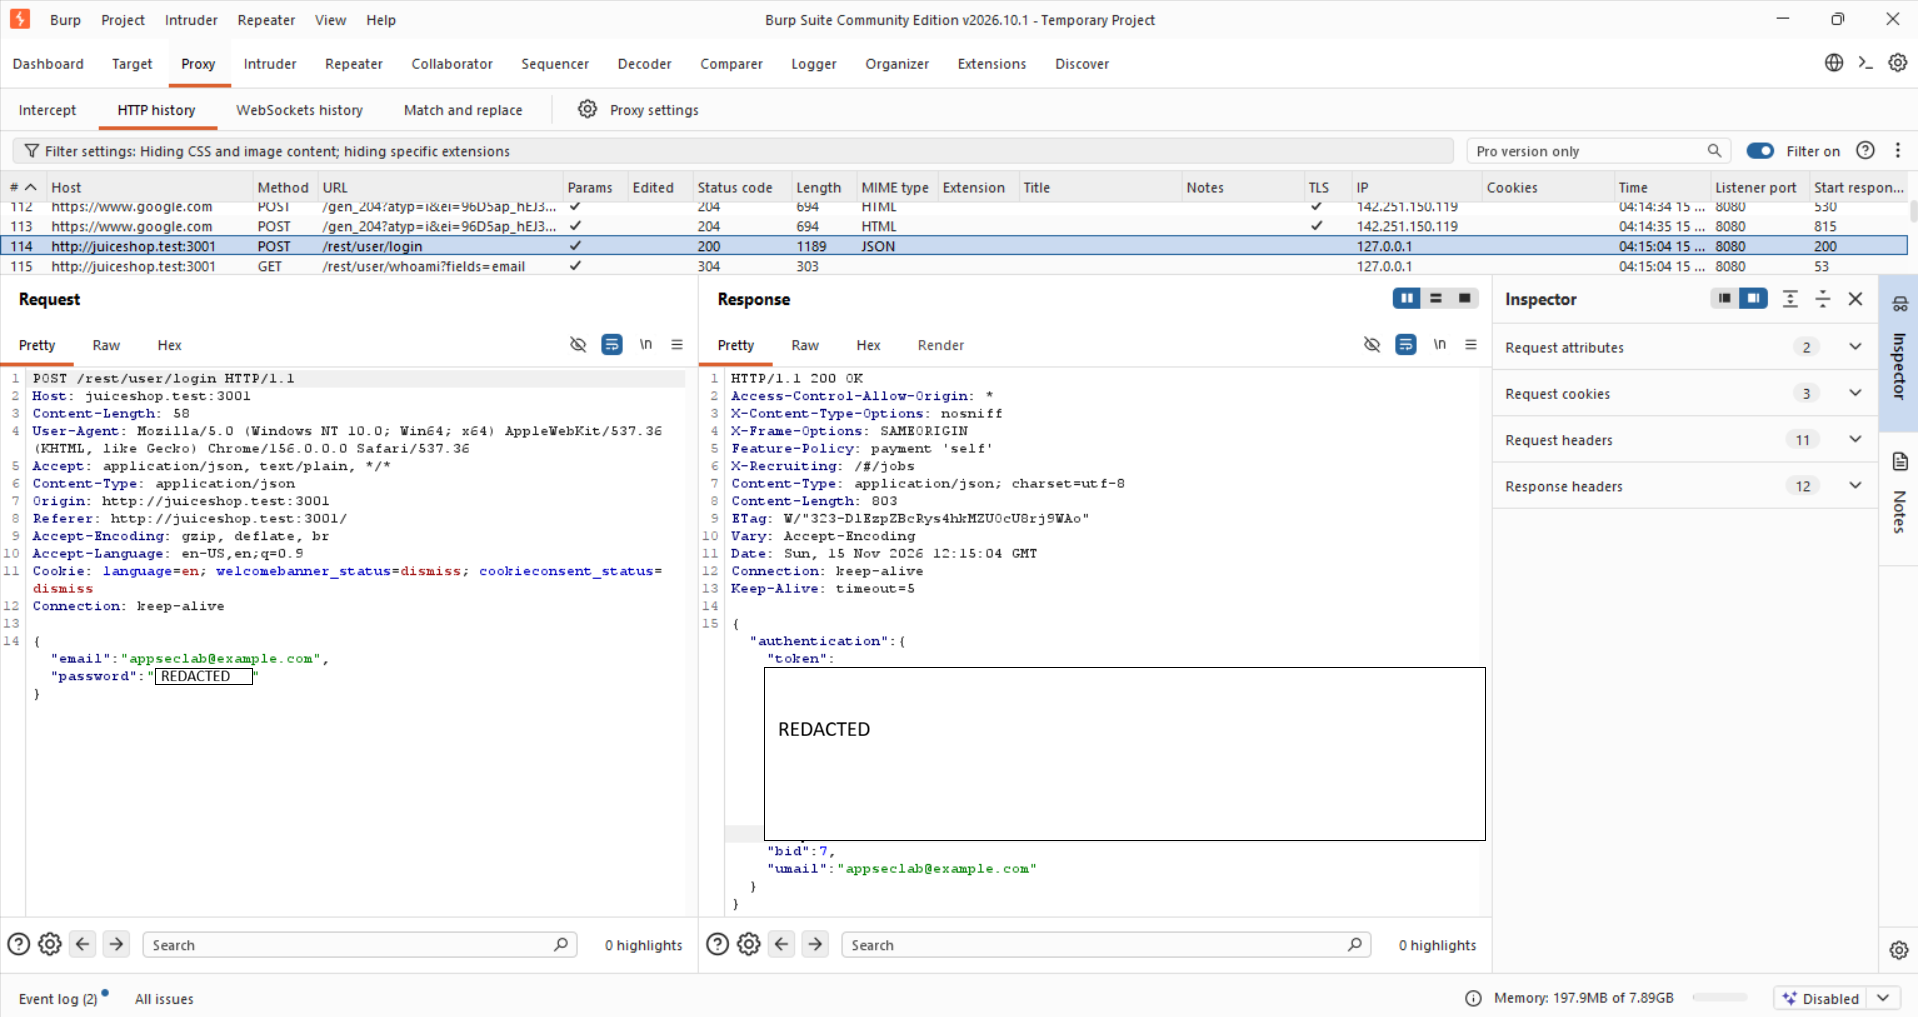 Burp Project Intruder Repeater View Help Burp Suite Community Edition v2026.10.1 - Temporary Project
Dashboard Target Proxy Intruder Repeater Collaborator Sequencer Decoder Comparer Logger Organizer Extensions Discover
Intercept HTTP history WebSockets history Match and replace Proxy settings
Filter settings: Hiding CSS and image content; hiding specific extensions Pro version only Filter on
# Host Method URL Params Edited Status code Length MIME type Extension Title Notes TLS IP Cookies Time Listener port Start respon...
112 https://www.google.com POST /gen_204?atyp=i&ei=96D5ap_hEJ3... ✓ 204 694 HTML ✓ 142.251.150.119 04:14:34 15 ... 8080 530
113 https://www.google.com POST /gen_204?atyp=i&ei=96D5ap_hEJ3... ✓ 204 694 HTML ✓ 142.251.150.119 04:14:35 15 ... 8080 815
114 http://juiceshop.test:3001 POST /rest/user/login ✓ 200 1189 JSON 127.0.0.1 04:15:04 15 ... 8080 200
115 http://juiceshop.test:3001 GET /rest/user/whoami?fields=email ✓ 304 303 127.0.0.1 04:15:04 15 ... 8080 53
Request
Pretty Raw Hex \n
1 POST /rest/user/login HTTP/1.1
2 Host: juiceshop.test:3001
3 Content-Length: 58
4 User-Agent: Mozilla/5.0 (Windows NT 10.0; Win64; x64) AppleWebKit/537.36
(KHTML, like Gecko) Chrome/156.0.0.0 Safari/537.36
5 Accept: application/json, text/plain, */*
6 Content-Type: application/json
7 Origin: http://juiceshop.test:3001
8 Referer: http://juiceshop.test:3001/
9 Accept-Encoding: gzip, deflate, br
10 Accept-Language: en-US,en;q=0.9
11 Cookie: language=en; welcomebanner_status=dismiss; cookieconsent_status=
dismiss
12 Connection: keep-alive
13
14 {
"email":"appseclab@example.com",
"password":"REDACTED"
}
Search 0 highlights
Response
Pretty Raw Hex Render \n
1 HTTP/1.1 200 OK
2 Access-Control-Allow-Origin: *
3 X-Content-Type-Options: nosniff
4 X-Frame-Options: SAMEORIGIN
5 Feature-Policy: payment 'self'
6 X-Recruiting: /#/jobs
7 Content-Type: application/json; charset=utf-8
8 Content-Length: 803
9 ETag: W/"323-DlEzpZBcRys4hkMZU0cU8rj9WAo"
10 Vary: Accept-Encoding
11 Date: Sun, 15 Nov 2026 12:15:04 GMT
12 Connection: keep-alive
13 Keep-Alive: timeout=5
14
15 {
"authentication":{
"token":
REDACTED
"bid":7,
"umail":"appseclab@example.com"
}
}
Search 0 highlights
Inspector
Request attributes 2
Request cookies 3
Request headers 11
Response headers 12
Inspector
Notes
Event log (2) All issues Memory: 197.9MB of 7.89GB Disabled